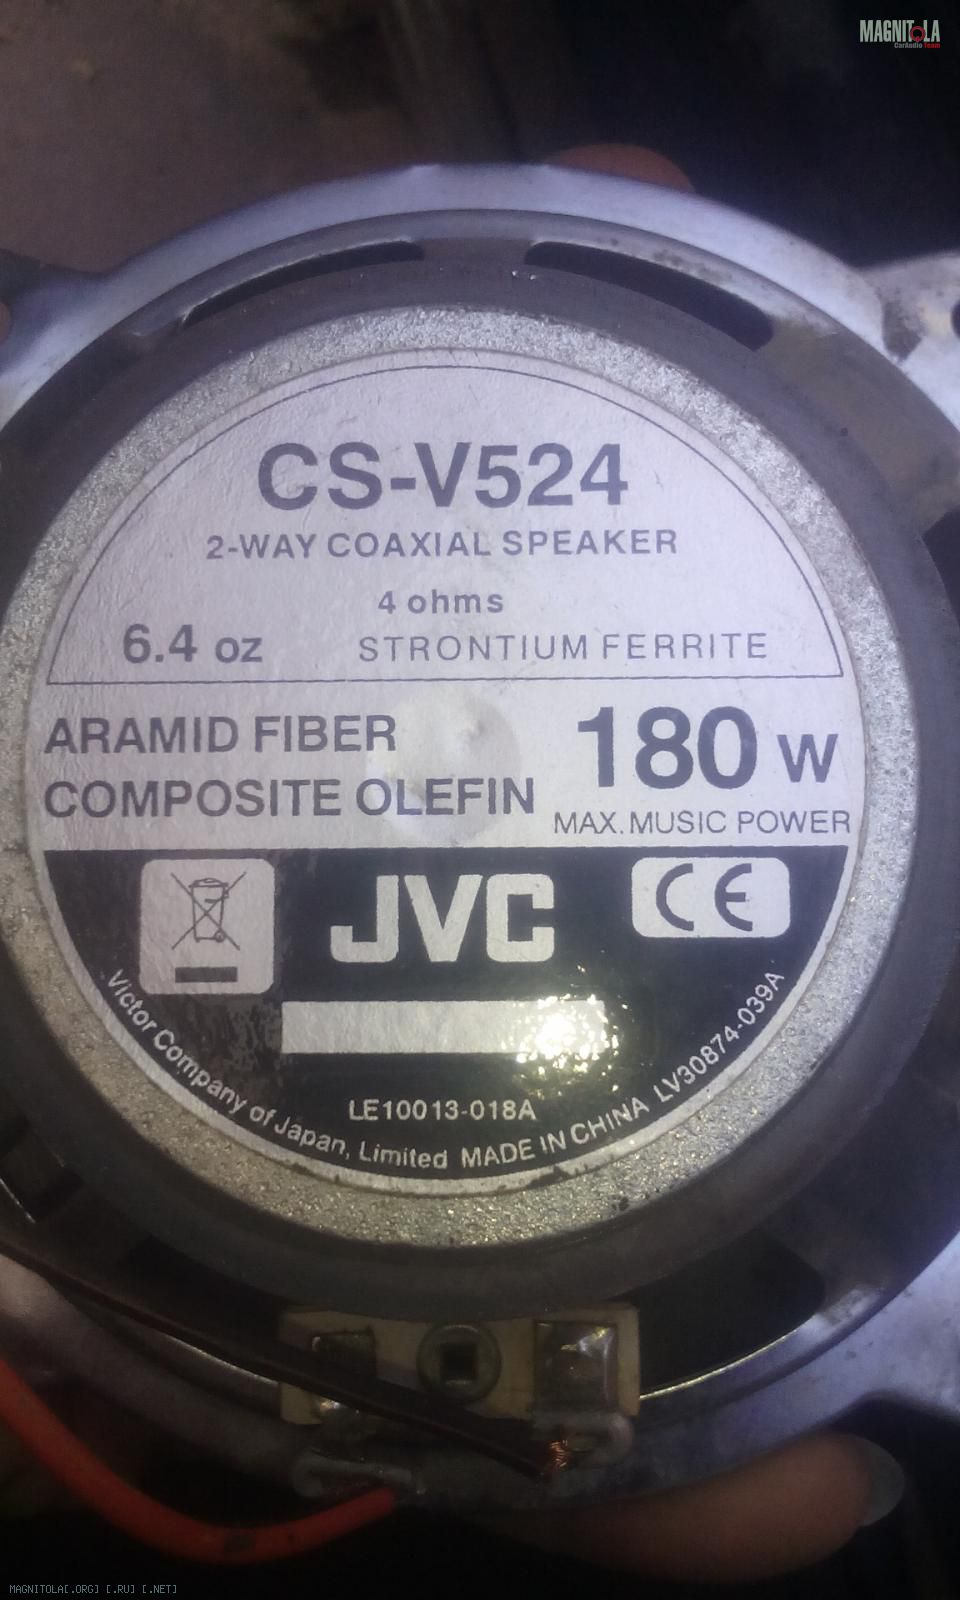 MAGNITOLA
CarAudio Team
CS-V524
2-WAY COAXIAL SPEAKER
4 ohms
6.4 oz STRONTIUM FERRITE
ARAMID FIBER
COMPOSITE OLEFIN
180 W
MAX. MUSIC POWER
JVC
CE
LE10013-018A
Victor Company of Japan, Limited MADE IN CHINA LV30874-039A
MAGNITOLA[.ORG] [.RU] [.NET]